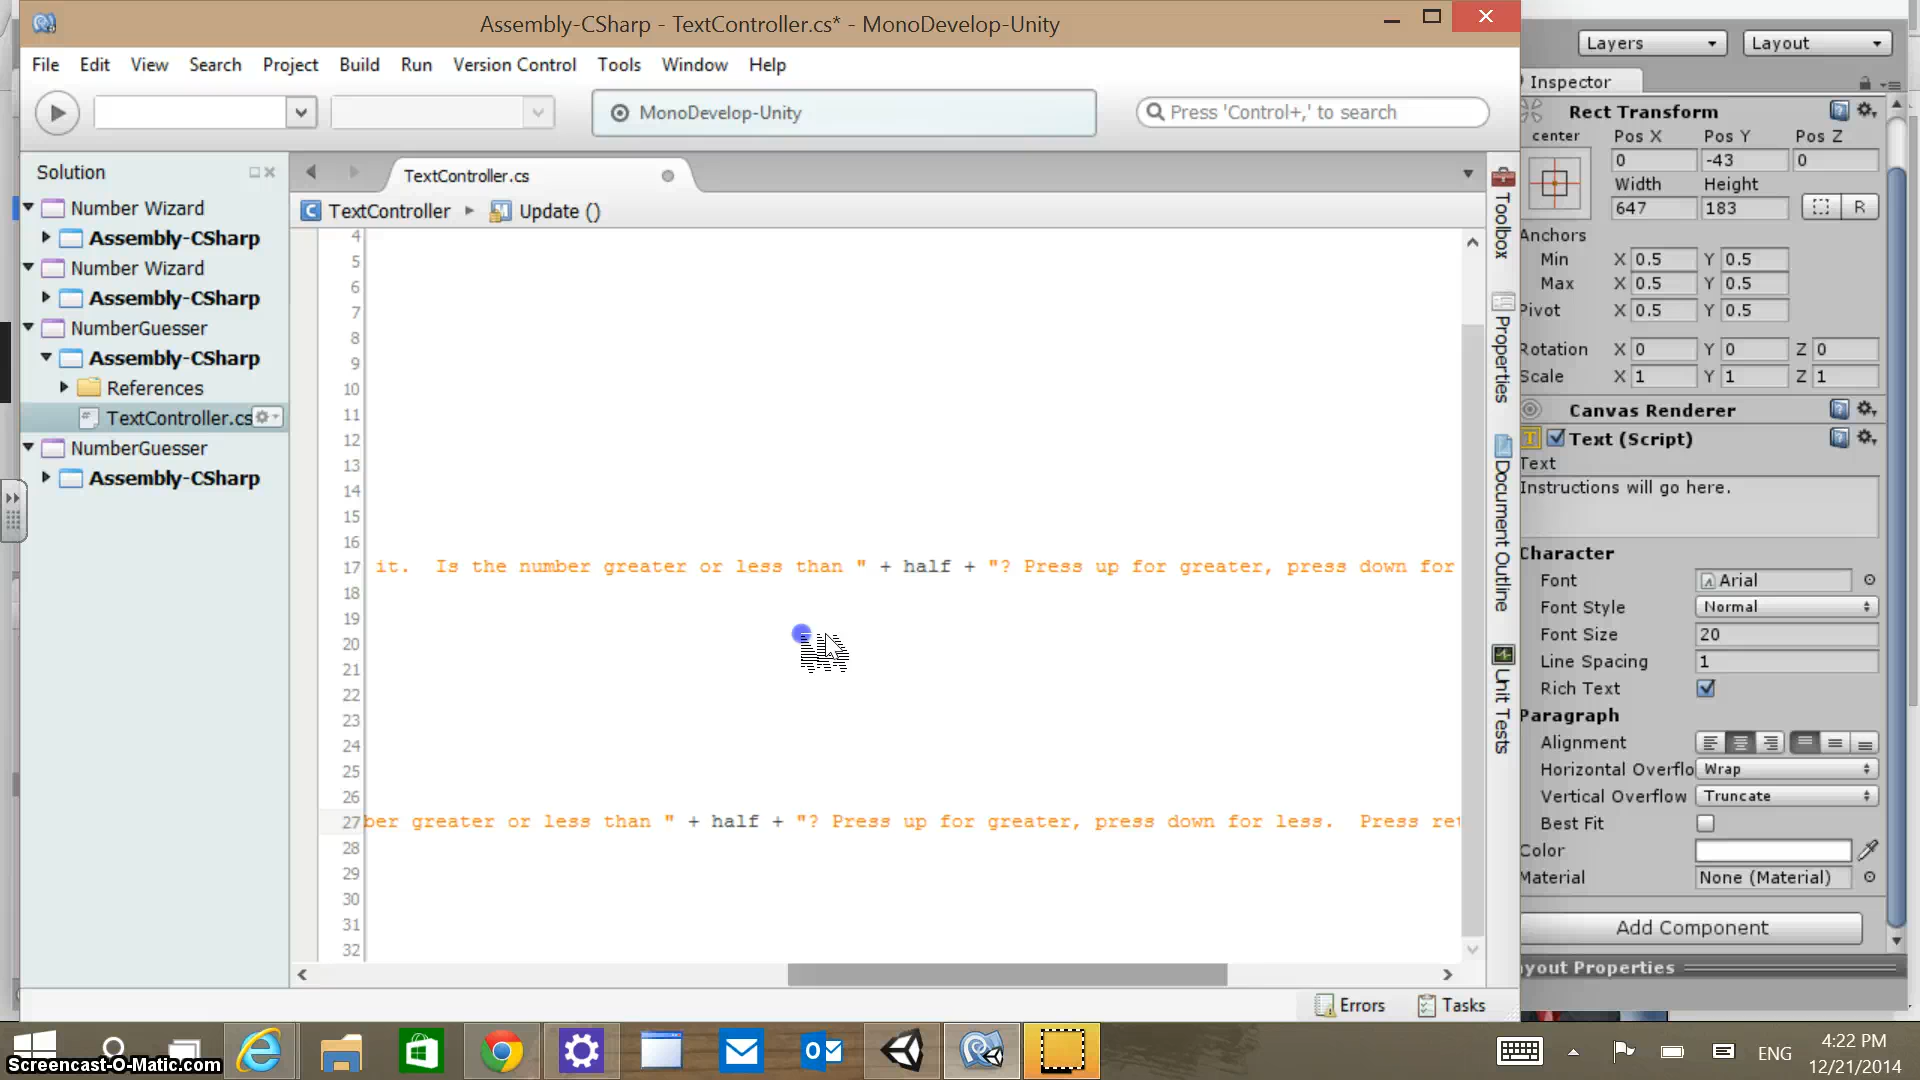 Assembly-CSharp - TextController.cs* - MonoDevelop-Unity
File Edit View Search Project Build Run Version Control Tools Window Help
MonoDevelop-Unity
Press 'Control+,' to search
Solution
Number Wizard
Assembly-CSharp
Number Wizard
Assembly-CSharp
NumberGuesser
Assembly-CSharp
References
TextController.cs
NumberGuesser
Assembly-CSharp
TextController.cs
TextController Update ()
4
5
6
7
8
9
10
11
12
13
14
15
16
17 it. Is the number greater or less than " + half + "? Press up for greater, press down for
18
19
20
21
22
23
24
25
26
27 ber greater or less than " + half + "? Press up for greater, press down for less. Press ret
28
29
30
31
32
Errors Tasks
Toolbox
Properties
Document Outline
Unit Tests
Layers Layout
Inspector
Rect Transform
center Pos X Pos Y Pos Z
0 -43 0
Width Height
647 183 R
Anchors
Min X 0.5 Y 0.5
Max X 0.5 Y 0.5
Pivot X 0.5 Y 0.5
Rotation X 0 Y 0 Z 0
Scale X 1 Y 1 Z 1
Canvas Renderer
Text (Script)
Text
Instructions will go here.
Character
Font Arial
Font Style Normal
Font Size 20
Line Spacing 1
Rich Text
Paragraph
Alignment
Horizontal Overflo Wrap
Vertical Overflow Truncate
Best Fit
Color
Material None (Material)
Add Component
yout Properties
Screencast-O-Matic.com
ENG
4:22 PM
12/21/2014